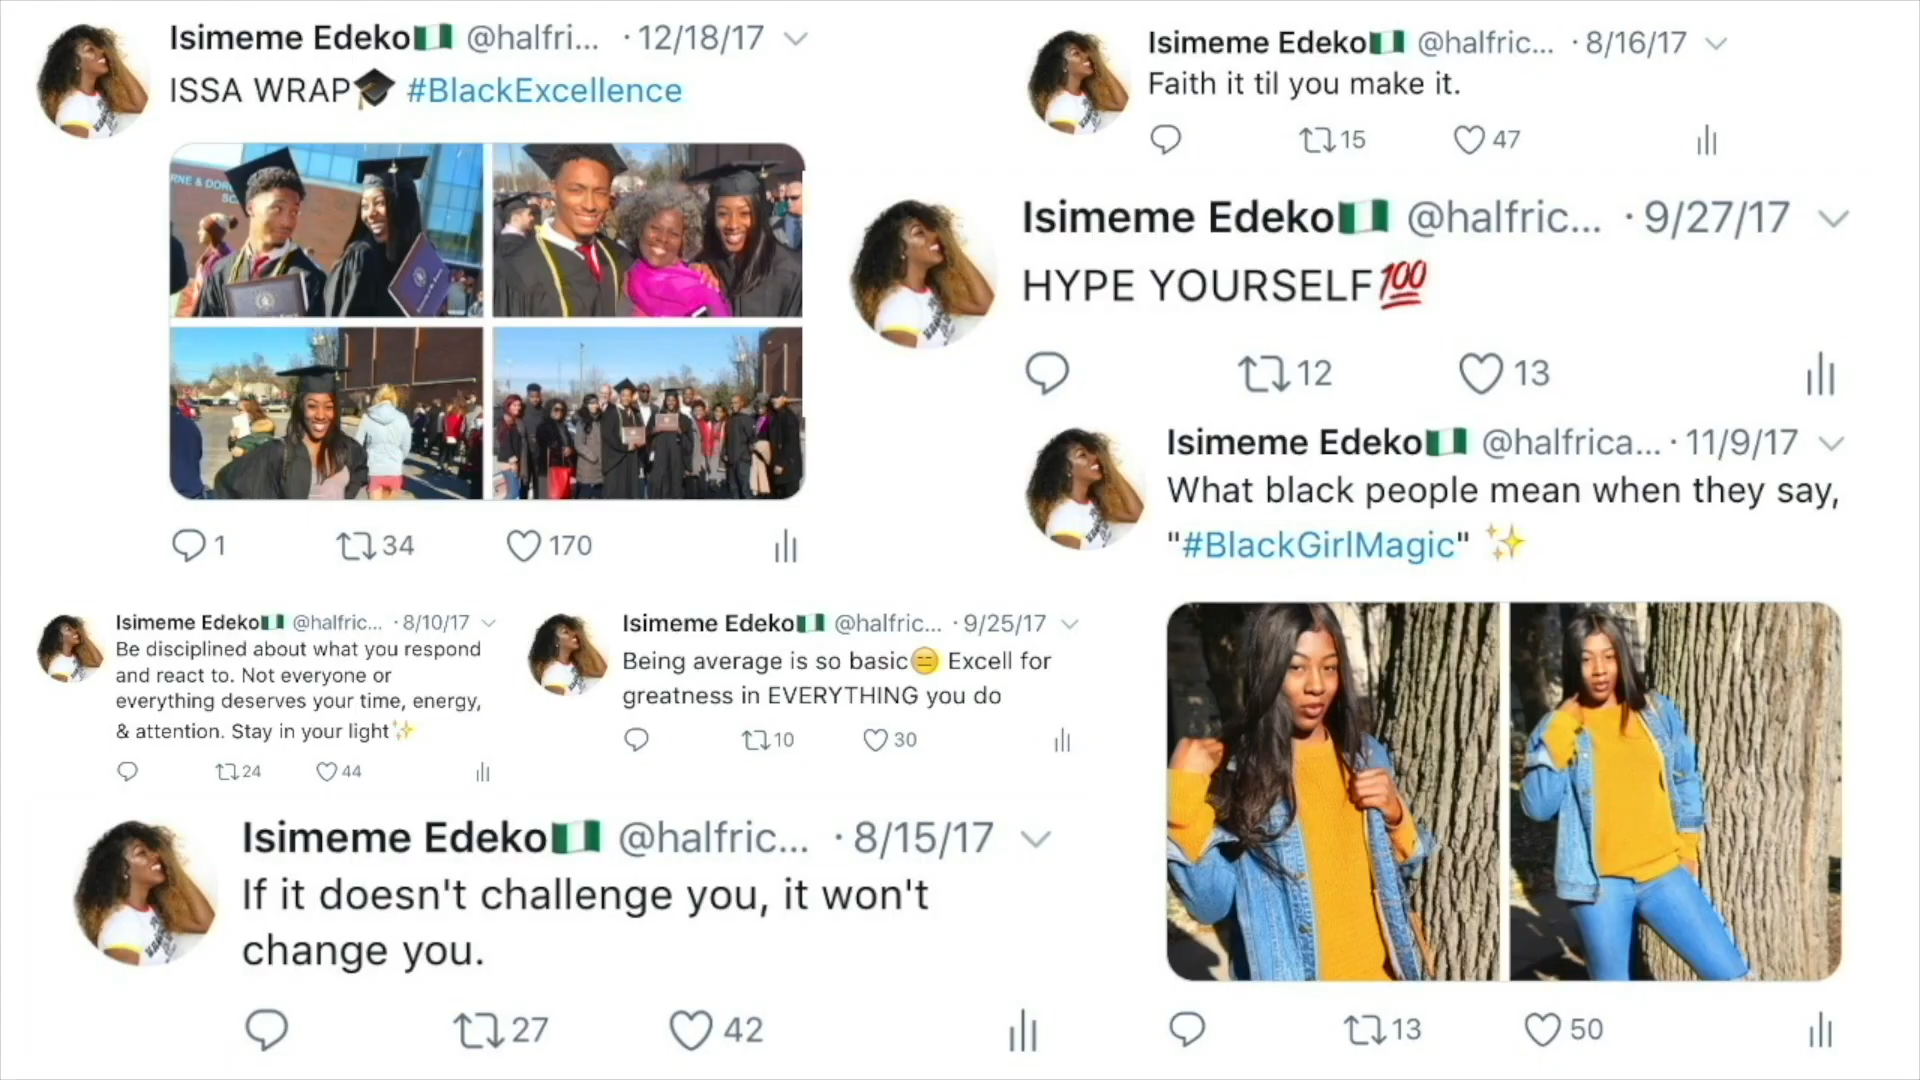 Isimeme Edeko🇳🇬 @halfri... · 12/18/17
ISSA WRAP🎓 #BlackExcellence
RNE & DOR
SC
1 34 170
Isimeme Edeko🇳🇬 @halfric... · 8/16/17
Faith it til you make it.
15 47
Isimeme Edeko🇳🇬 @halfric... · 9/27/17
HYPE YOURSELF💯
12 13
Isimeme Edeko🇳🇬 @halfrica... · 11/9/17
What black people mean when they say,
"#BlackGirlMagic" ✨
13 50
Isimeme Edeko🇳🇬 @halfric... · 8/10/17
Be disciplined about what you respond
and react to. Not everyone or
everything deserves your time, energy,
& attention. Stay in your light✨
24 44
Isimeme Edeko🇳🇬 @halfric... · 9/25/17
Being average is so basic😑 Excell for
greatness in EVERYTHING you do
10 30
Isimeme Edeko🇳🇬 @halfric... · 8/15/17
If it doesn't challenge you, it won't
change you.
27 42